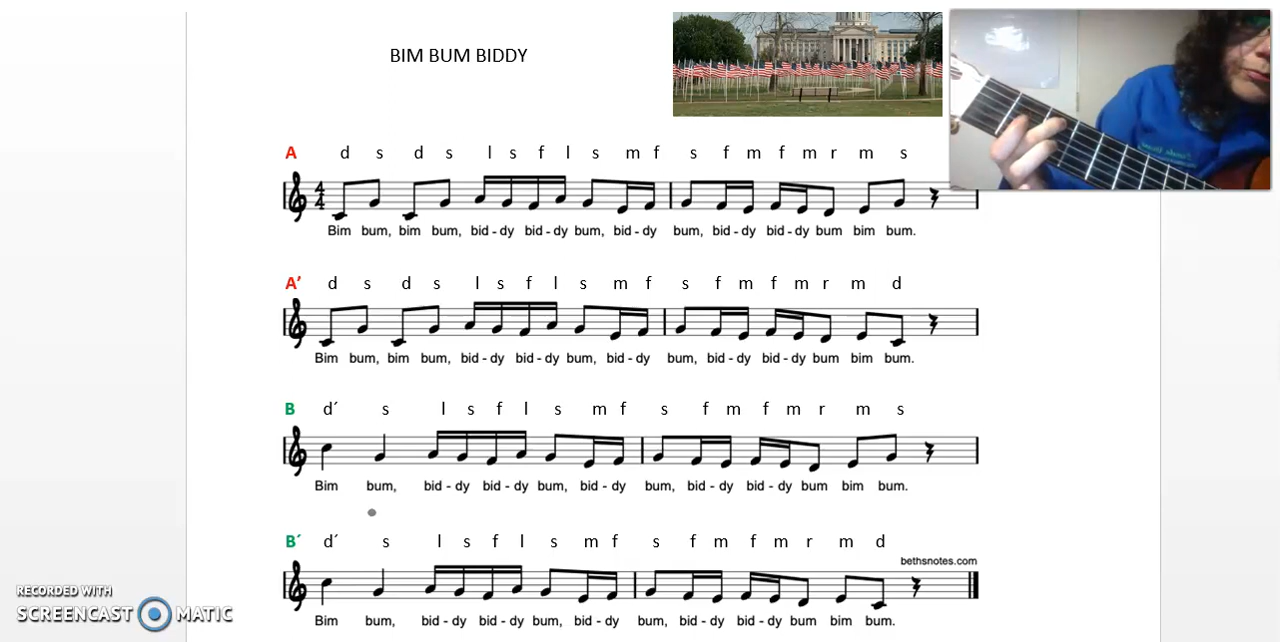 BIM BUM BIDDY
A d s d s l s f l s m f s f m f m r m s
4
4
Bim bum, bim bum, bid - dy bid - dy bum, bid - dy bum, bid - dy bid - dy bum bim bum.
A’ d s d s l s f l s m f s f m f m r m d
Bim bum, bim bum, bid - dy bid - dy bum, bid - dy bum, bid - dy bid - dy bum bim bum.
B d´ s l s f l s m f s f m f m r m s
Bim bum, bid - dy bid - dy bum, bid - dy bum, bid - dy bid - dy bum bim bum.
B´ d´ s l s f l s m f s f m f m r m d
bethsnotes.com
Bim bum, bid - dy bid - dy bum, bid - dy bum, bid - dy bid - dy bum bim bum.
RECORDED WITH
SCREENCAST MATIC